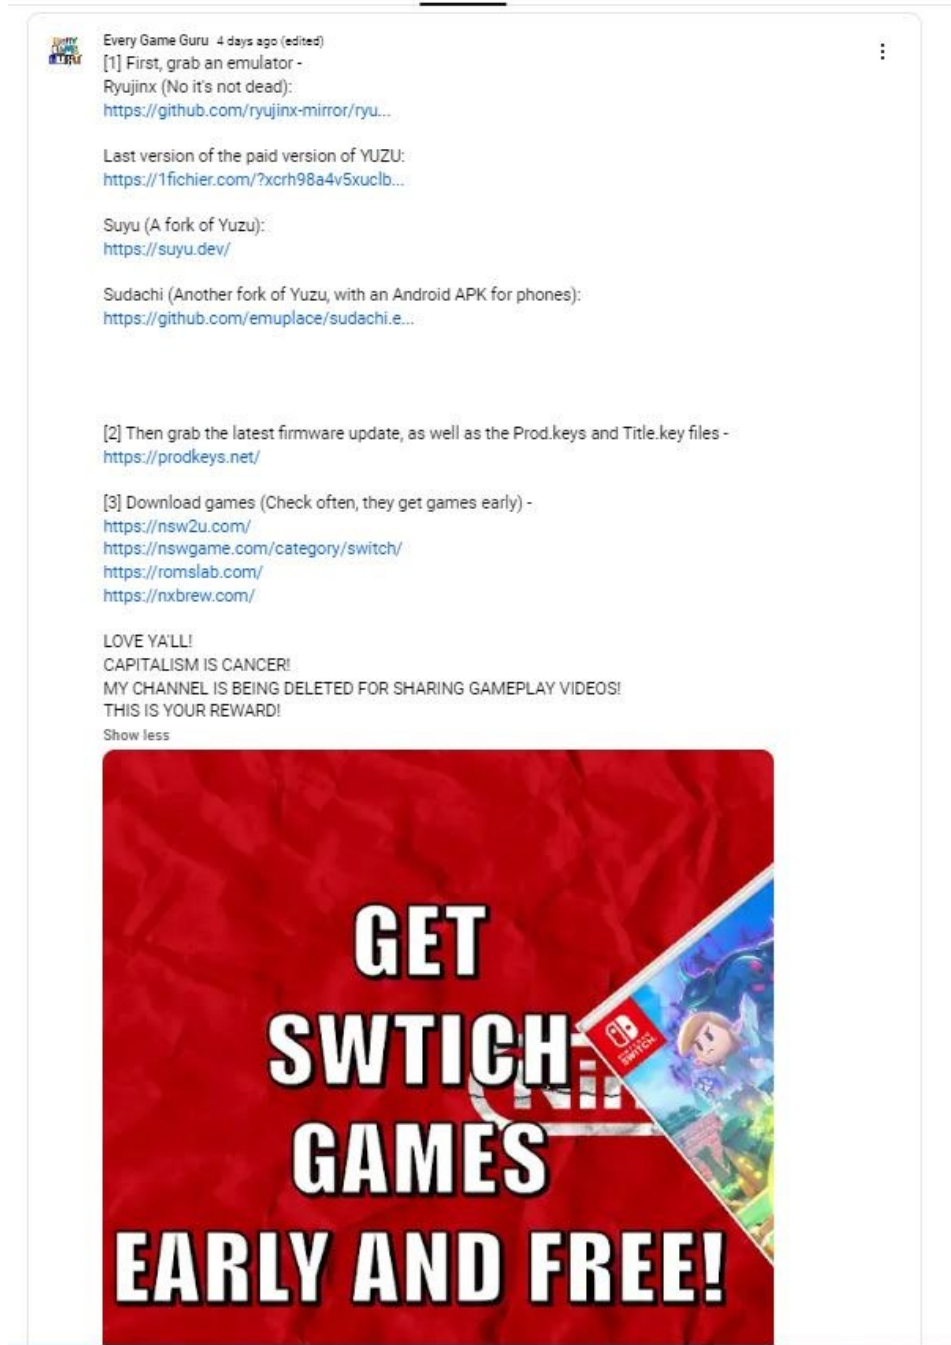 Every Game Guru 4 days ago (edited)
[1] First, grab an emulator -
Ryujinx (No it's not dead):
https://github.com/ryujinx-mirror/ryu...
Last version of the paid version of YUZU:
https://1fichier.com/?xcrh98a4v5xuclb...
Suyu (A fork of Yuzu):
https://suyu.dev/
Sudachi (Another fork of Yuzu, with an Android APK for phones):
https://github.com/emuplace/sudachi.e...
[2] Then grab the latest firmware update, as well as the Prod.keys and Title.key files -
https://prodkeys.net/
[3] Download games (Check often, they get games early) -
https://nsw2u.com/
https://nswgame.com/category/switch/
https://romslab.com/
https://nxbrew.com/
LOVE YA'LL!
CAPITALISM IS CANCER!
MY CHANNEL IS BEING DELETED FOR SHARING GAMEPLAY VIDEOS!
THIS IS YOUR REWARD!
Show less
GET
SWTICH
GAMES
EARLY AND FREE!
Nin
NINTENDO
SWITCH